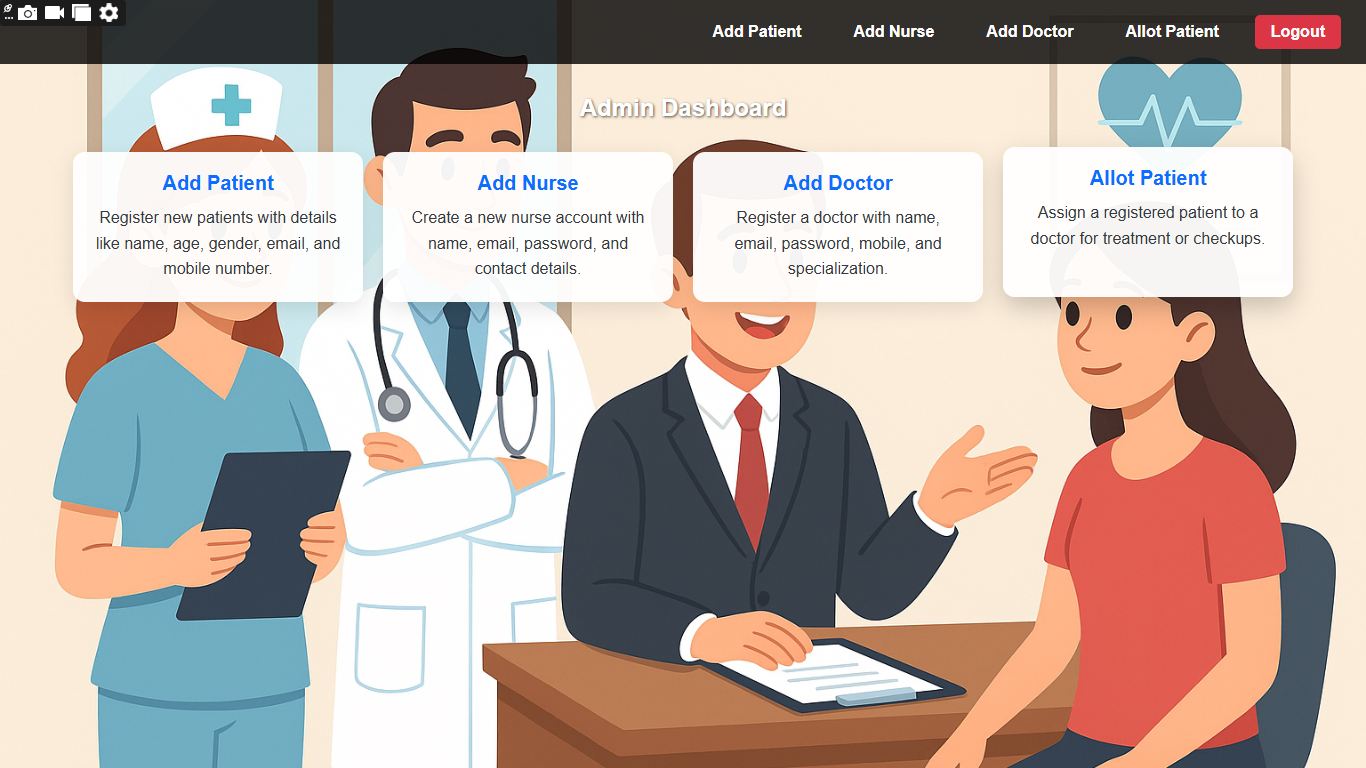 Add Patient Add Nurse Add Doctor Allot Patient Logout
Admin Dashboard
Add Patient
Register new patients with details
like name, age, gender, email, and
mobile number.
Add Nurse
Create a new nurse account with
name, email, password, and
contact details.
Add Doctor
Register a doctor with name,
email, password, mobile, and
specialization.
Allot Patient
Assign a registered patient to a
doctor for treatment or checkups.